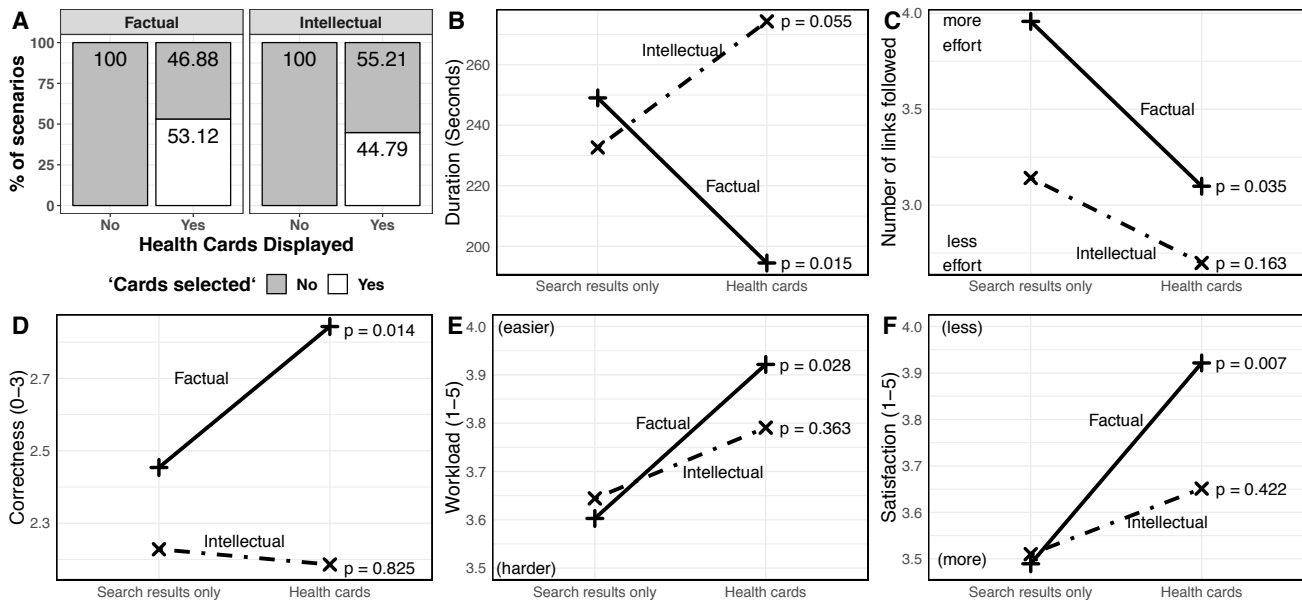 A
Factual
Intellectual
% of scenarios
100
75
50
25
0
100
46.88
53.12
100
55.21
44.79
No
Yes
No
Yes
Health Cards Displayed
‘Cards selected‘
No
Yes
B
Duration (Seconds)
260
240
220
200
Intellectual
p = 0.055
Factual
p = 0.015
Search results only
Health cards
C
Number of links followed
4.0
3.5
3.0
more
effort
Factual
p = 0.035
less
effort
Intellectual
p = 0.163
Search results only
Health cards
D
Correctness (0–3)
2.7
2.5
2.3
Factual
p = 0.014
Intellectual
p = 0.825
Search results only
Health cards
E
Workload (1–5)
4.0
3.9
3.8
3.7
3.6
3.5
(easier)
p = 0.028
Factual
p = 0.363
Intellectual
(harder)
Search results only
Health cards
F
Satisfaction (1–5)
4.0
3.9
3.8
3.7
3.6
3.5
(less)
p = 0.007
Factual
p = 0.422
Intellectual
(more)
Search results only
Health cards